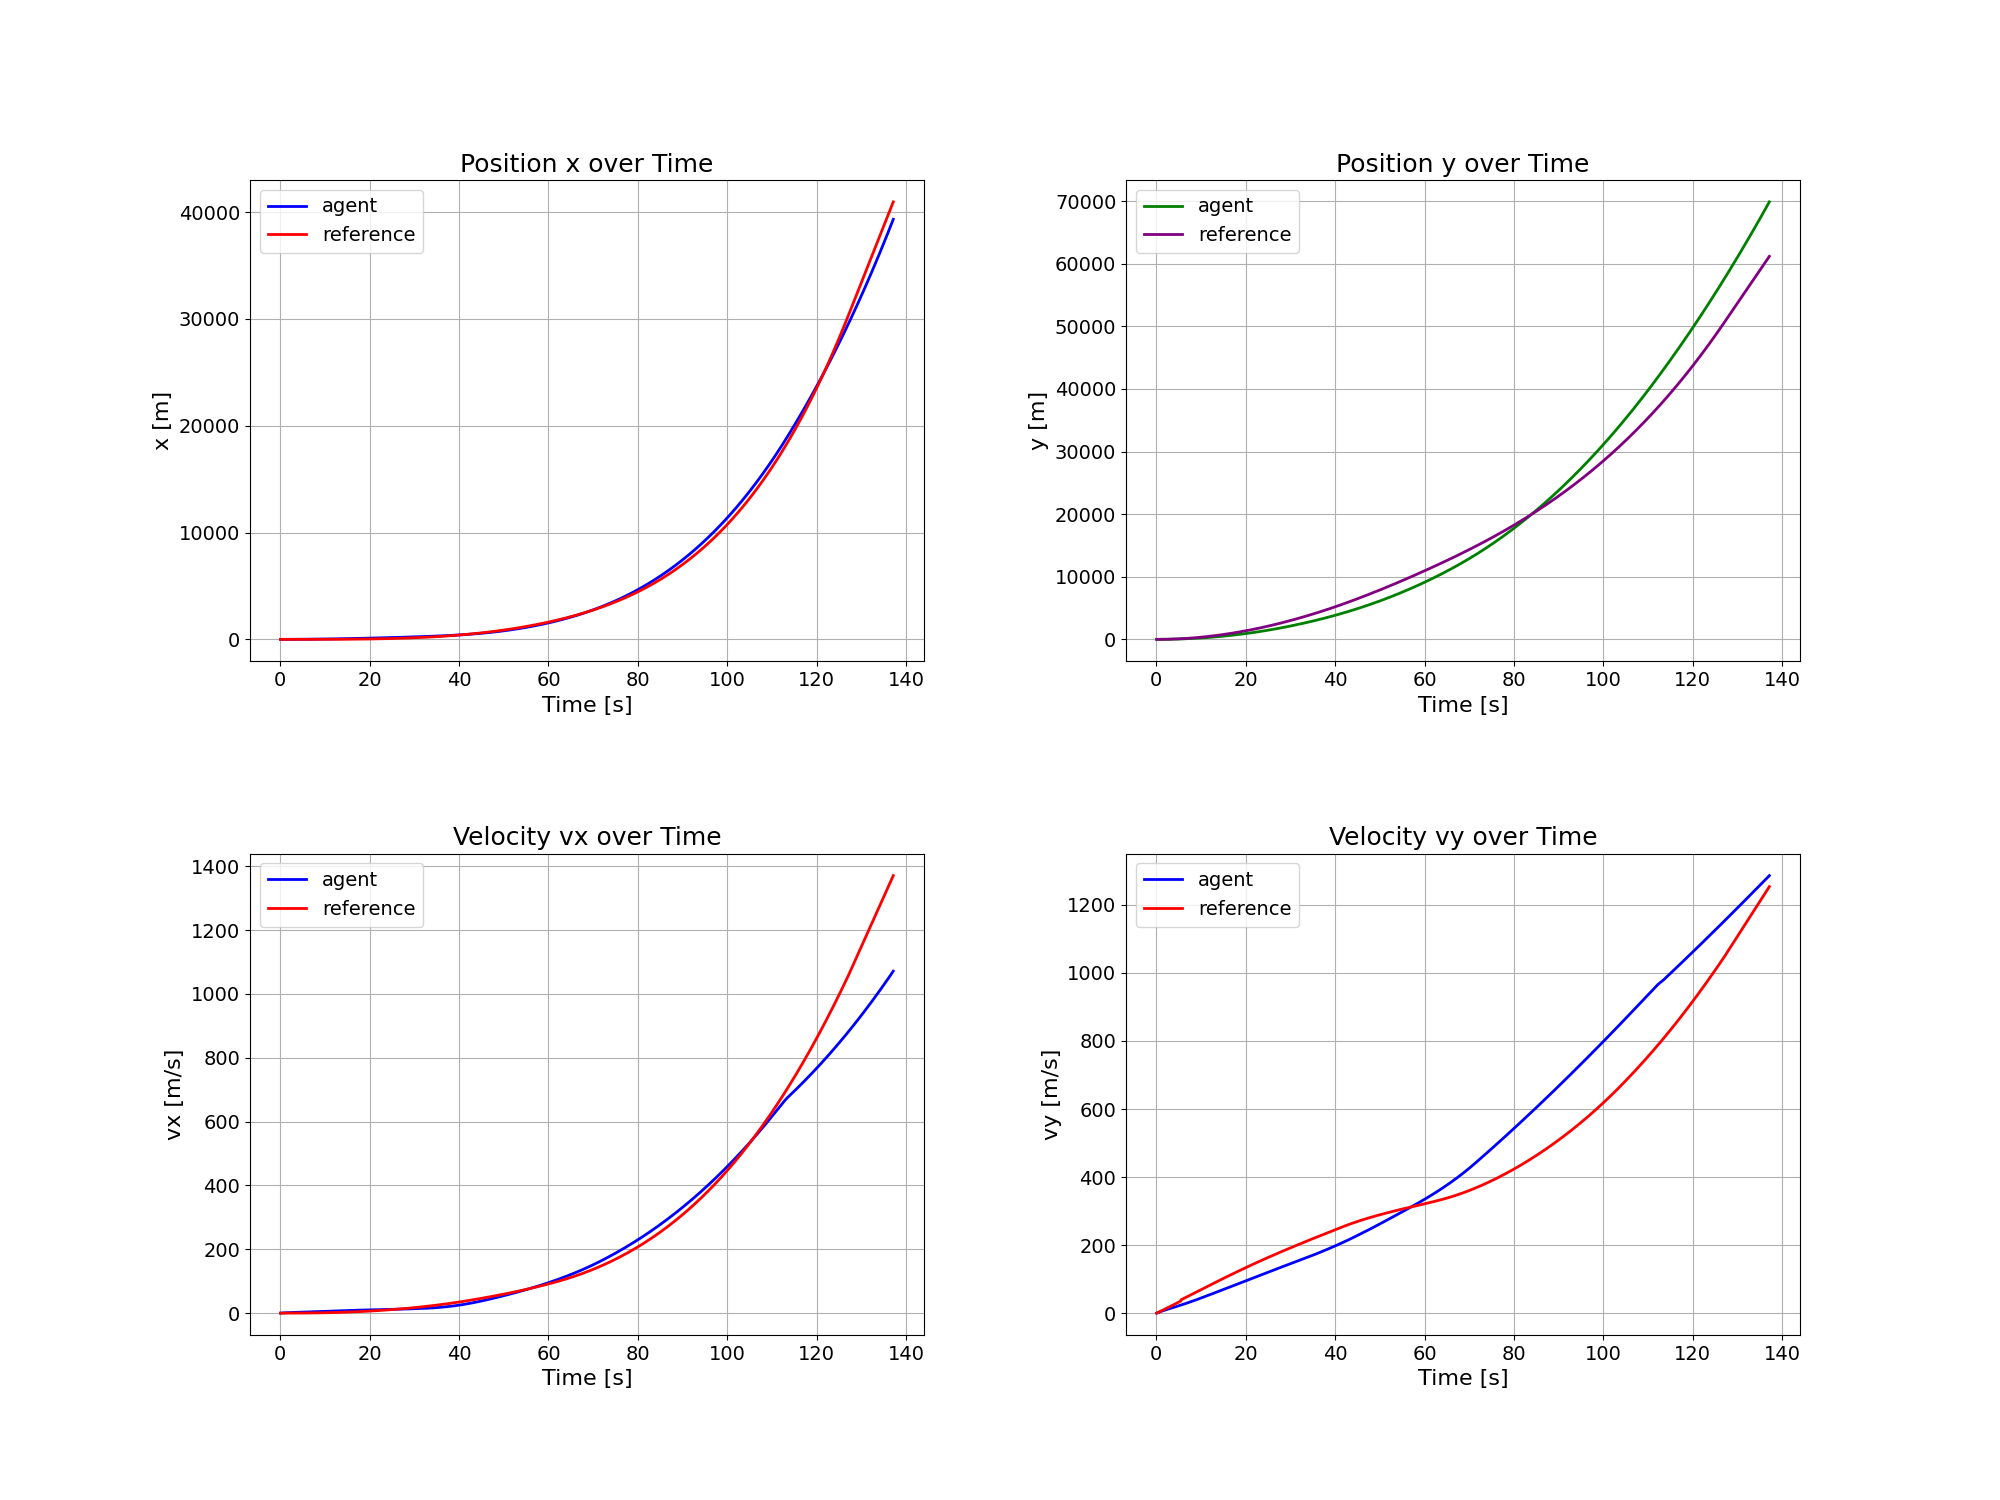 Position x over Time
agent
reference
40000
30000
20000
10000
0
x [m]
0 20 40 60 80 100 120 140
Time [s]
Position y over Time
agent
reference
70000
60000
50000
40000
30000
20000
10000
0
y [m]
0 20 40 60 80 100 120 140
Time [s]
Velocity vx over Time
agent
reference
1400
1200
1000
800
600
400
200
0
vx [m/s]
0 20 40 60 80 100 120 140
Time [s]
Velocity vy over Time
agent
reference
1200
1000
800
600
400
200
0
vy [m/s]
0 20 40 60 80 100 120 140
Time [s]